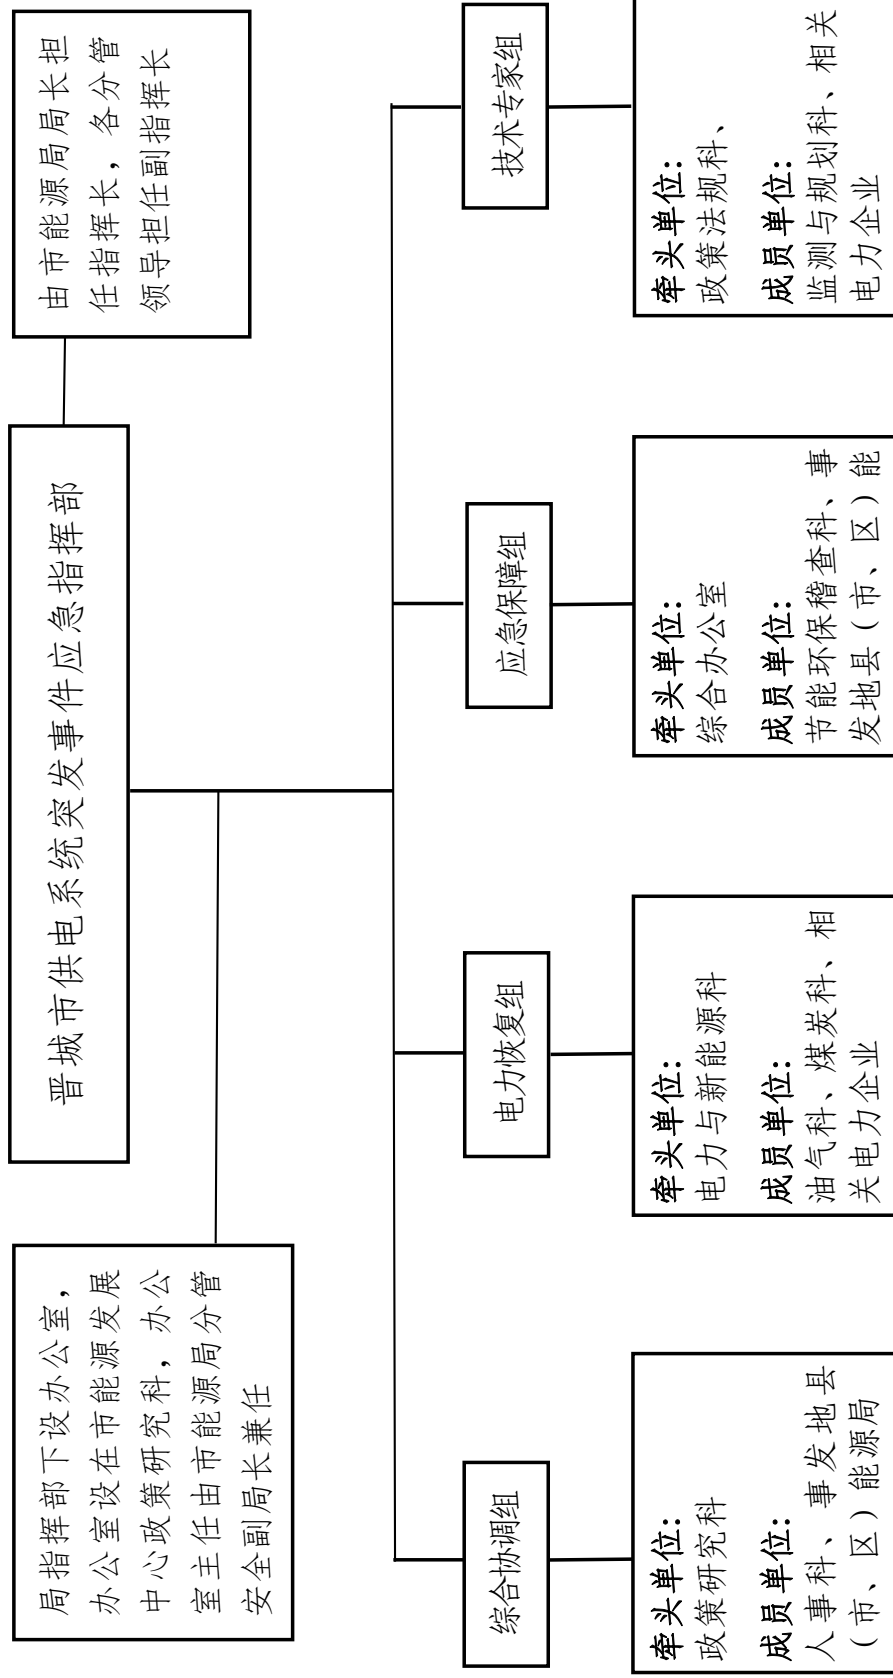 晋城市供电系统突发事件应急指挥部
由市能源局局长担
任指挥长，各分管
领导担任副指挥长
局指挥部下设办公室，
办公室设在市能源发展
中心政策研究科，办公
室主任由市能源局分管
安全副局长兼任
综合协调组
牵头单位：
政策研究科
成员单位：
人事科、事发地县
（市、区）能源局
电力恢复组
牵头单位：
电力与新能源科
成员单位：
油气科、煤炭科、相
关电力企业
应急保障组
牵头单位：
综合办公室
成员单位：
节能环保稽查科、事
发地县（市、区）能
技术专家组
牵头单位：
政策法规科、
成员单位：
监测与规划科、相关
电力企业